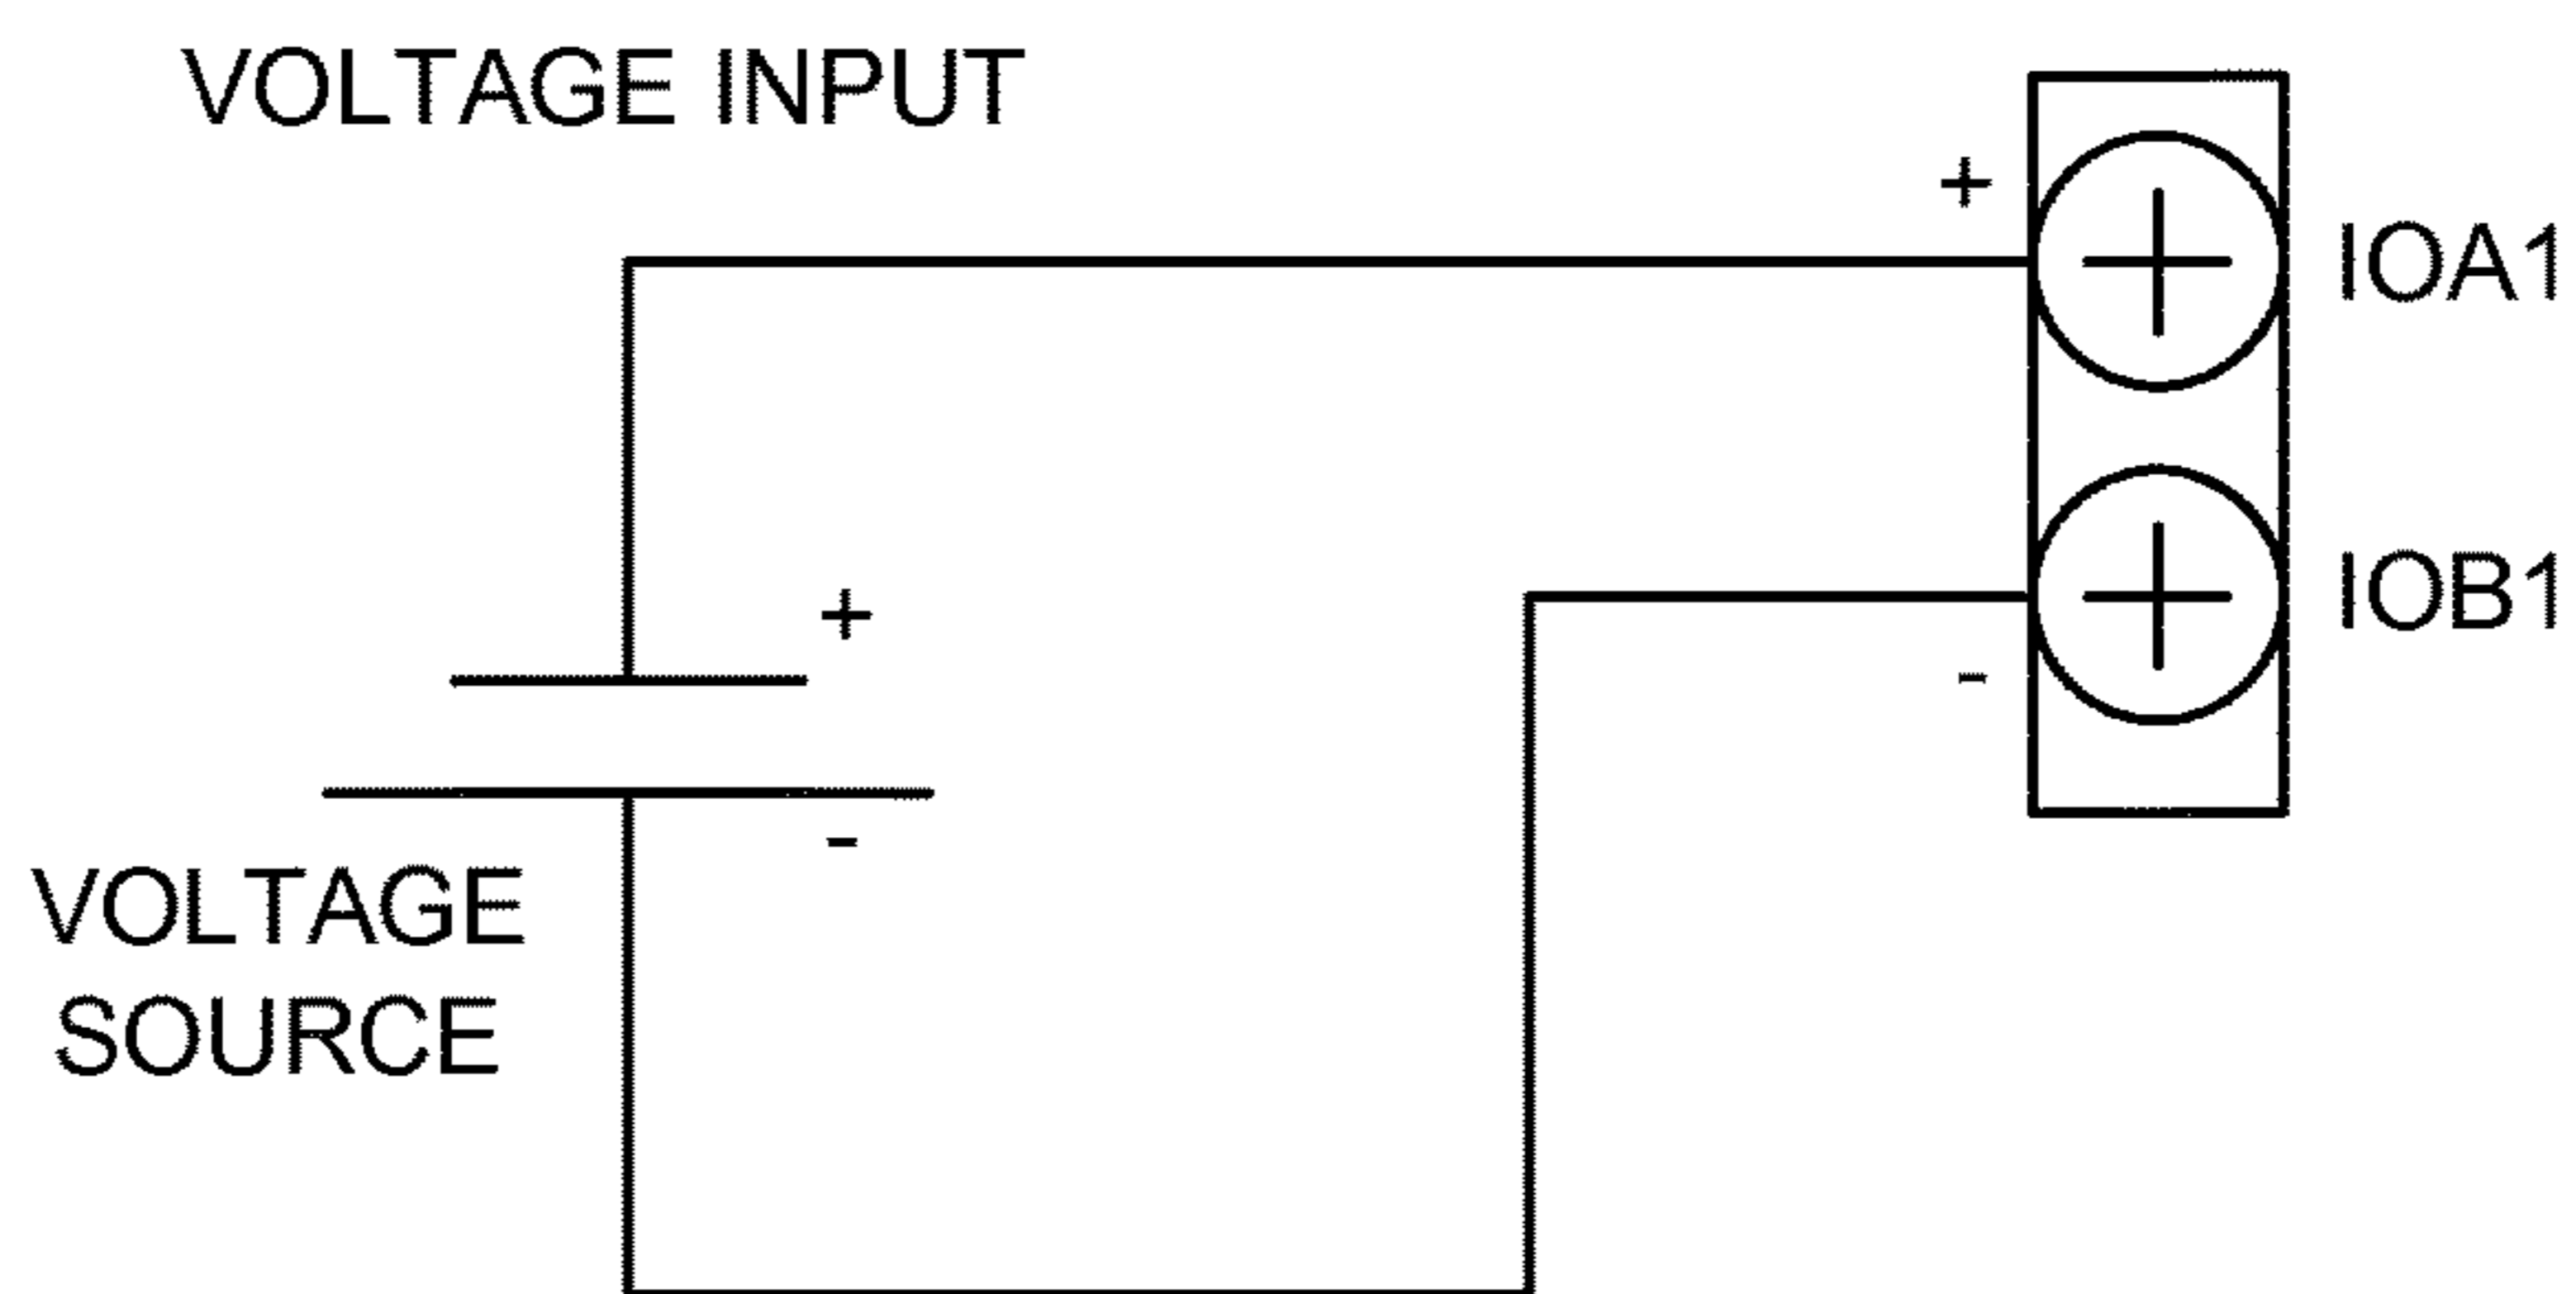 VOLTAGE INPUT
+
IOA1
+
IOB1
-
-
VOLTAGE
SOURCE